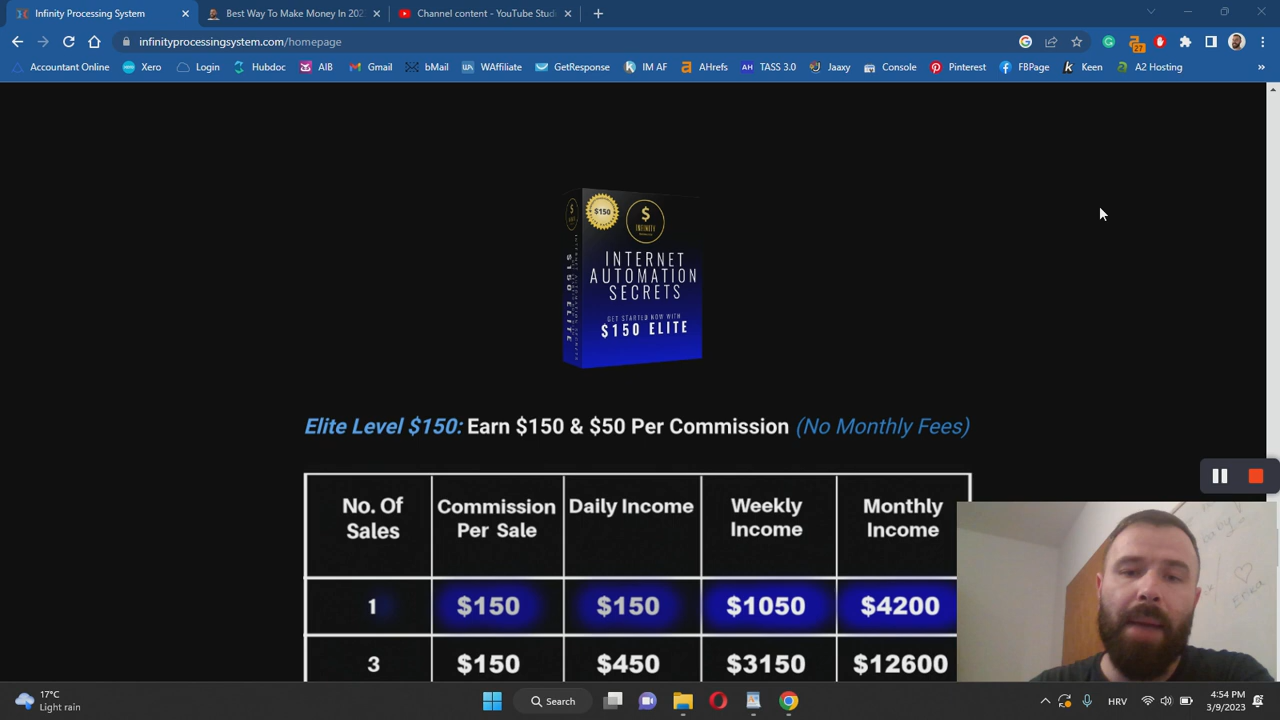 Infinity Processing System
Best Way To Make Money In 202
Channel content - YouTube Stud
infinityprocessingsystem.com/homepage
27
Accountant Online
Xero
Login
Hubdoc
AIB
Gmail
bMail
WAffiliate
GetResponse
IM AF
AHrefs
TASS 3.0
Jaaxy
Console
Pinterest
FBPage
Keen
A2 Hosting
»
$150
$
INFINITY
INTERNET
AUTOMATION
SECRETS
GET STARTED NOW WITH
$150 ELITE
Elite Level $150: Earn $150 & $50 Per Commission (No Monthly Fees)
No. Of Sales
Commission Per Sale
Daily Income
Weekly Income
Monthly Income
1 $150 $150 $1050 $4200
3 $150 $450 $3150 $12600
17°C
Light rain
Search
HRV
4:54 PM
3/9/2023